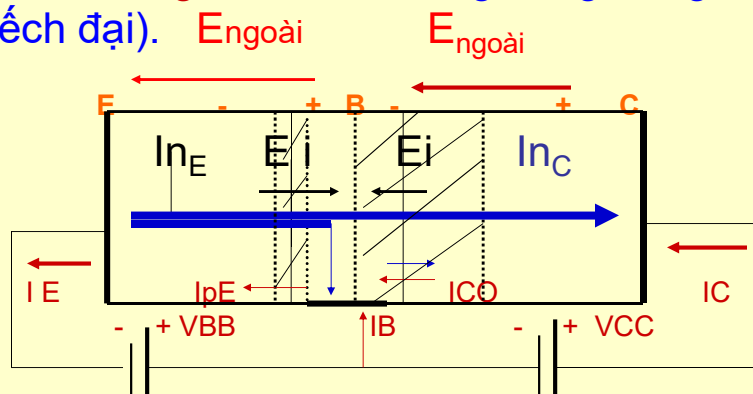 ếch đại). Engoài Engoài
E - + B - + C
InE E i Ei InC
I E IpE ICO IC
- + VBB IB - + VCC